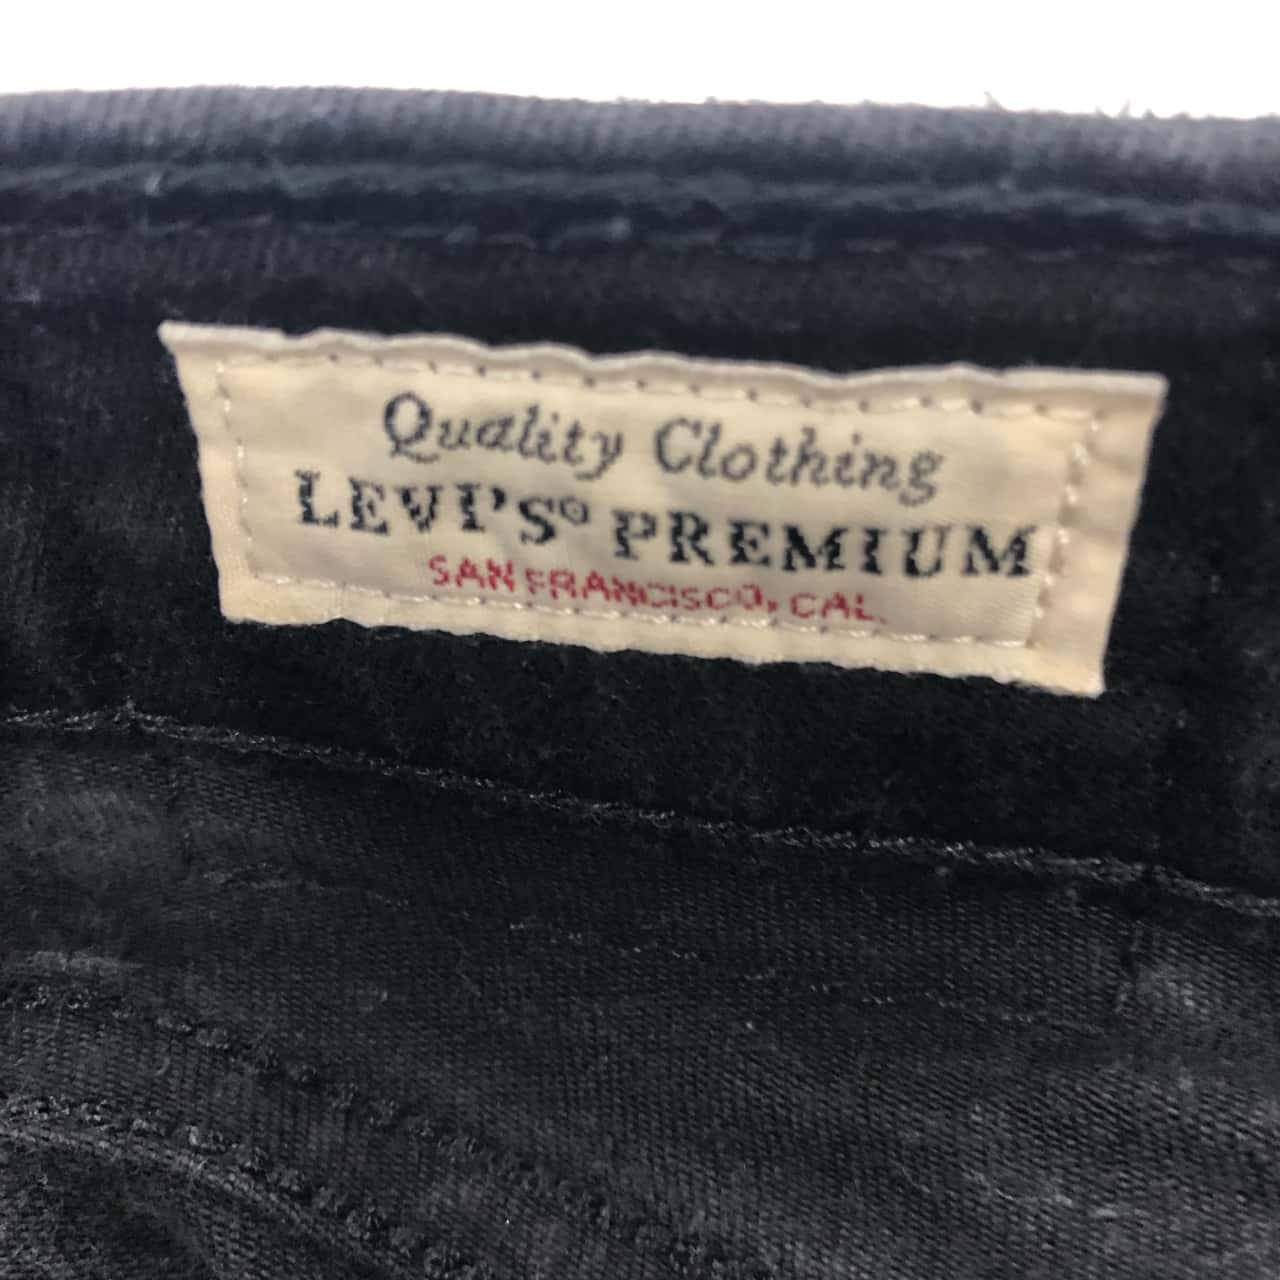 Quality Clothing
LEVI'S® PREMIUM
SAN FRANCISCO, CAL.